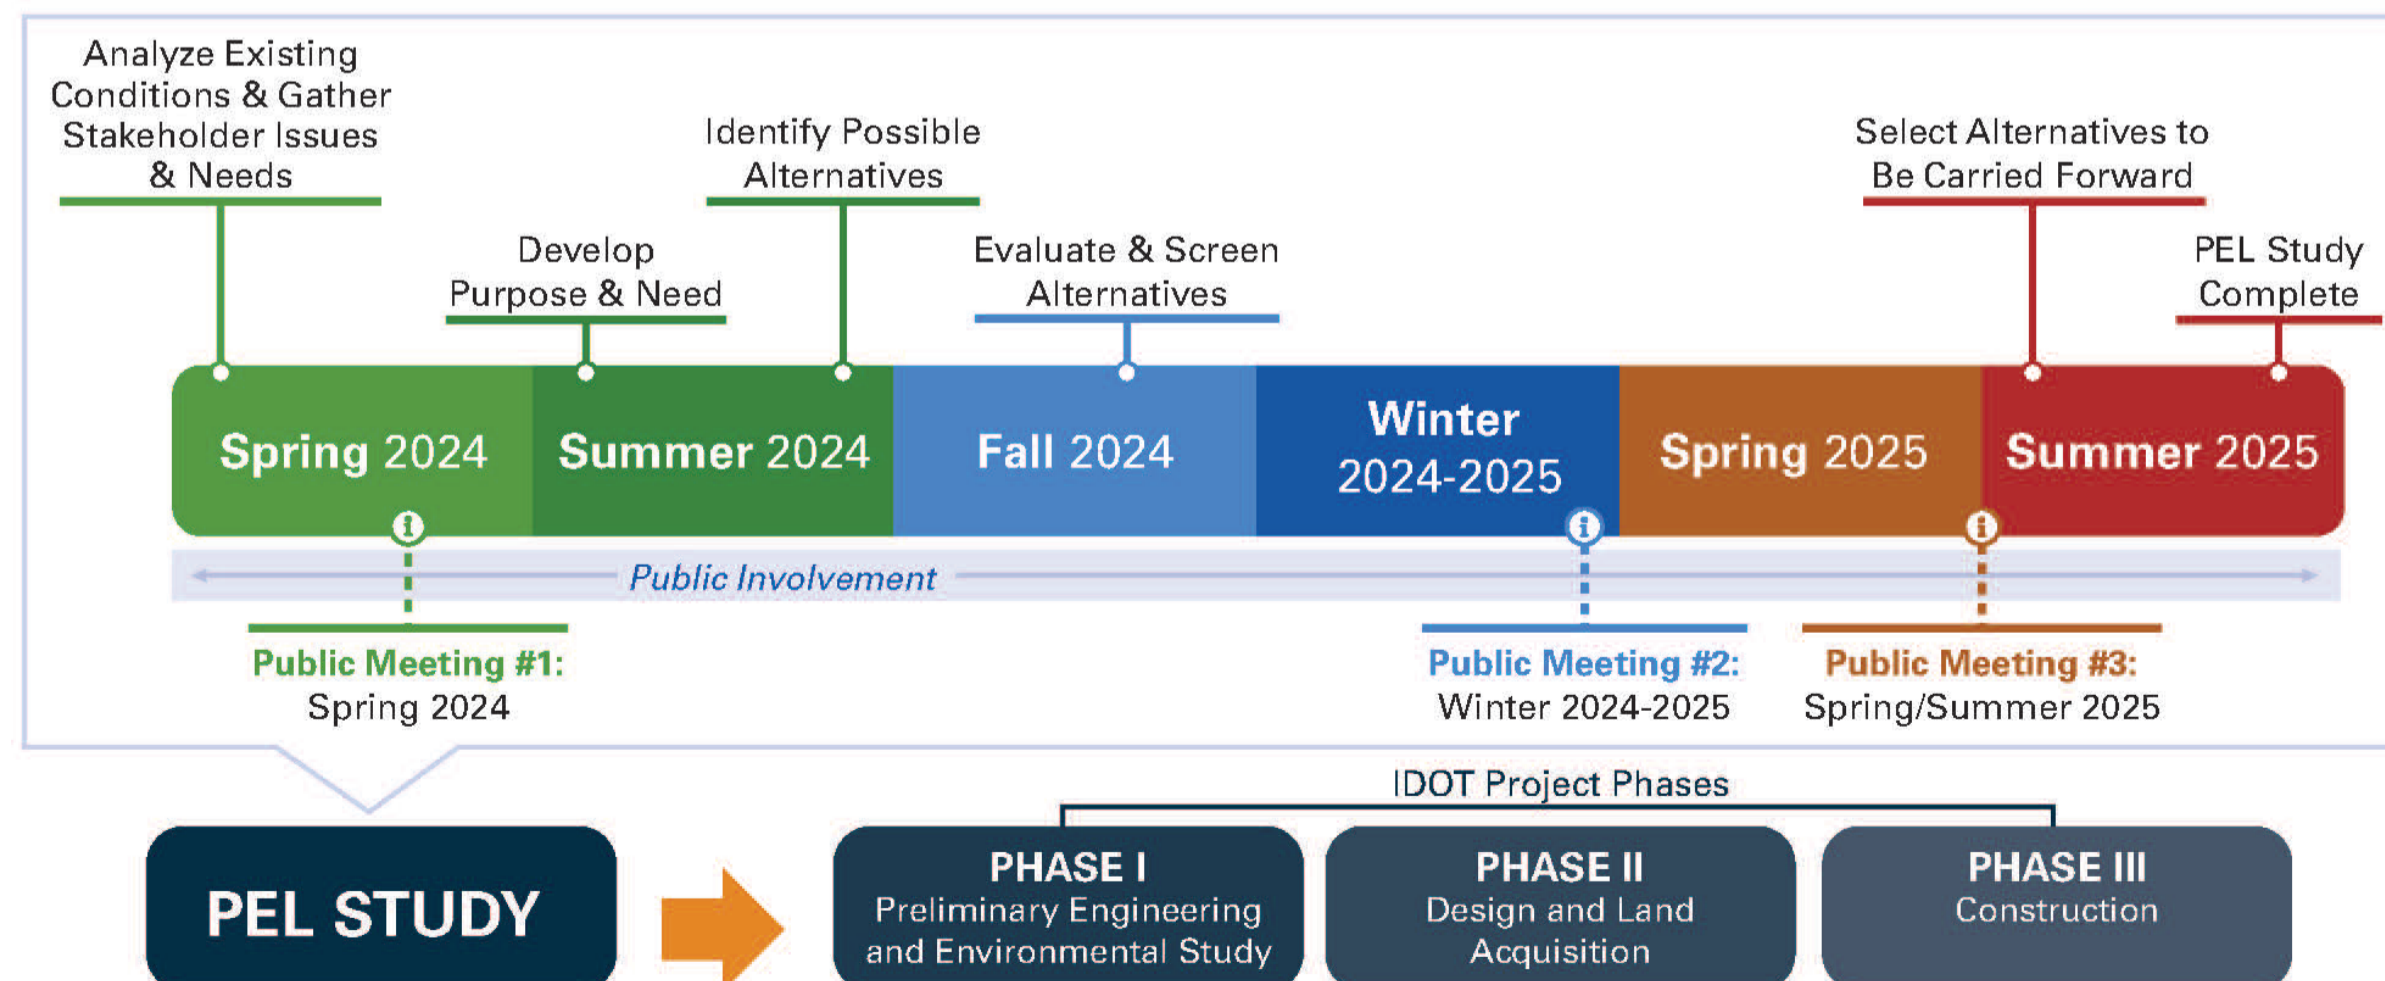 Analyze Existing
Conditions & Gather
Stakeholder Issues
& Needs
Develop
Purpose & Need
Identify Possible
Alternatives
Evaluate & Screen
Alternatives
Select Alternatives to
Be Carried Forward
PEL Study
Complete
Spring 2024
Summer 2024
Fall 2024
Winter
2024-2025
Spring 2025
Summer 2025
Public Involvement
Public Meeting #1:
Spring 2024
Public Meeting #2:
Winter 2024-2025
Public Meeting #3:
Spring/Summer 2025
IDOT Project Phases
PEL STUDY
PHASE I
Preliminary Engineering
and Environmental Study
PHASE II
Design and Land
Acquisition
PHASE III
Construction